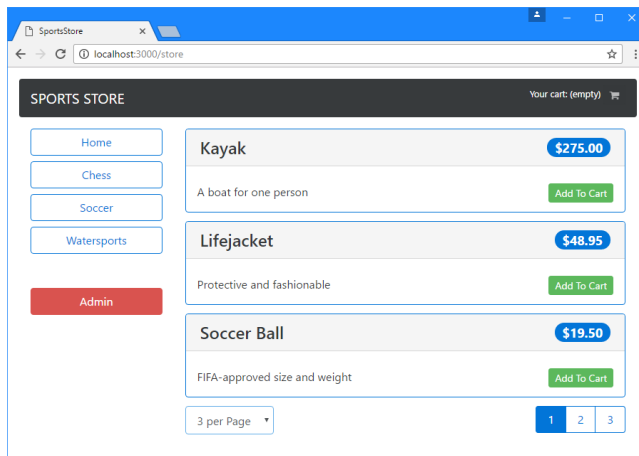 SportsStore
localhost:3000/store
SPORTS STORE
Your cart: (empty)
Home
Chess
Soccer
Watersports
Admin
Kayak
$275.00
A boat for one person
Add To Cart
Lifejacket
$48.95
Protective and fashionable
Add To Cart
Soccer Ball
$19.50
FIFA-approved size and weight
Add To Cart
3 per Page
1 2 3